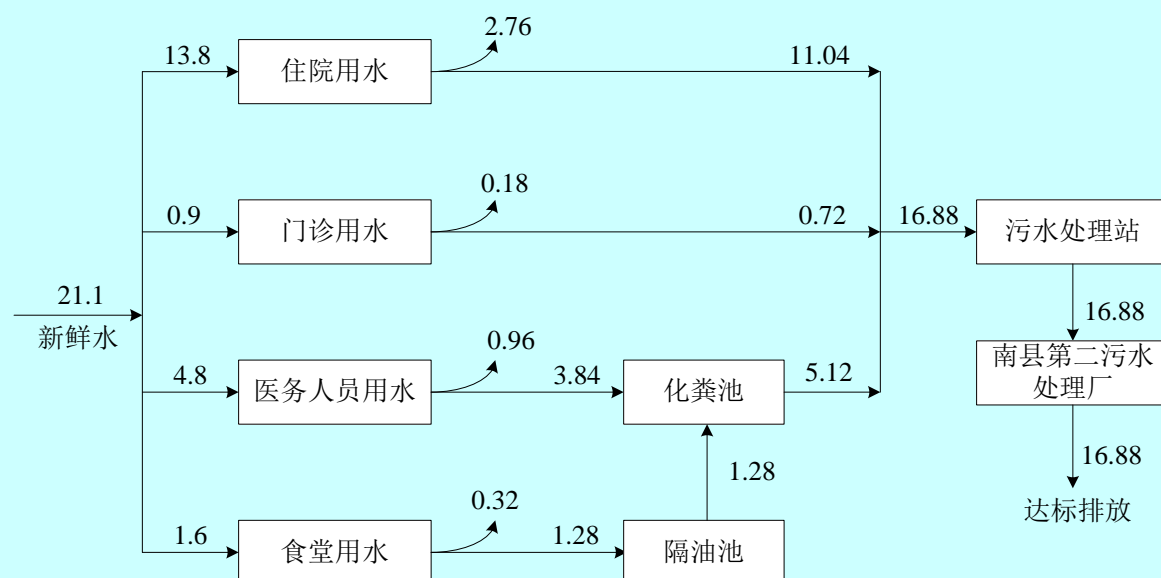 2.76
13.8
住院用水
11.04
0.18
0.9
门诊用水
0.72
16.88
污水处理站
21.1
新鲜水
16.88
0.96
4.8
医务人员用水
3.84
化粪池
5.12
南县第二污水
处理厂
16.88
1.28
0.32
达标排放
1.6
食堂用水
1.28
隔油池